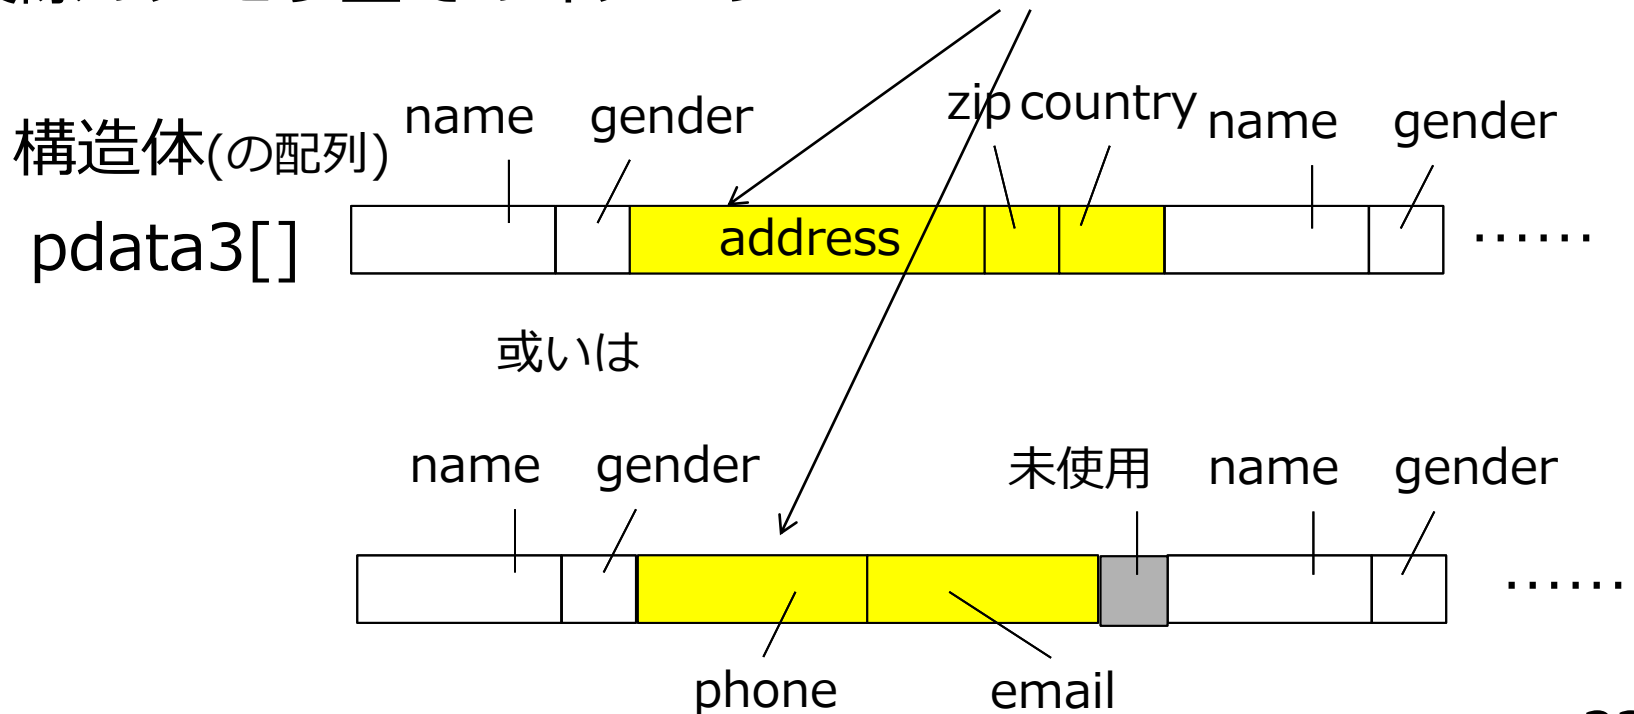 name gender zip country name gender
構造体(の配列)
pdata3[] address ……
或いは
name gender 未使用 name gender
……
phone email